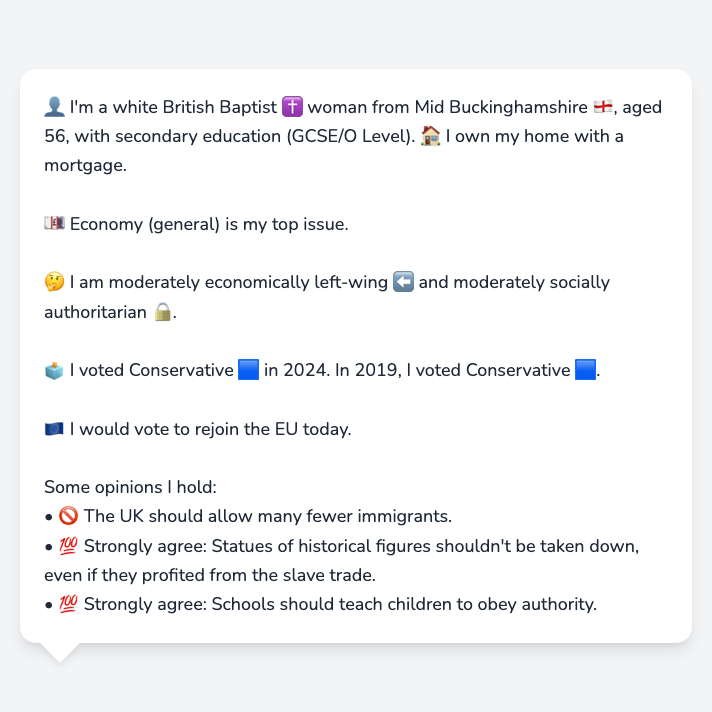 👤 I'm a white British Baptist ✝️ woman from Mid Buckinghamshire 🏴󠁧󠁢󠁥󠁮󠁧󠁿, aged
56, with secondary education (GCSE/O Level). 🏠 I own my home with a
mortgage.
💷 Economy (general) is my top issue.
🤔 I am moderately economically left-wing ⬅️ and moderately socially
authoritarian 🔒.
🗳️ I voted Conservative 🟦 in 2024. In 2019, I voted Conservative 🟦.
🇪🇺 I would vote to rejoin the EU today.
Some opinions I hold:
• 🚫 The UK should allow many fewer immigrants.
• 💯 Strongly agree: Statues of historical figures shouldn't be taken down,
even if they profited from the slave trade.
• 💯 Strongly agree: Schools should teach children to obey authority.